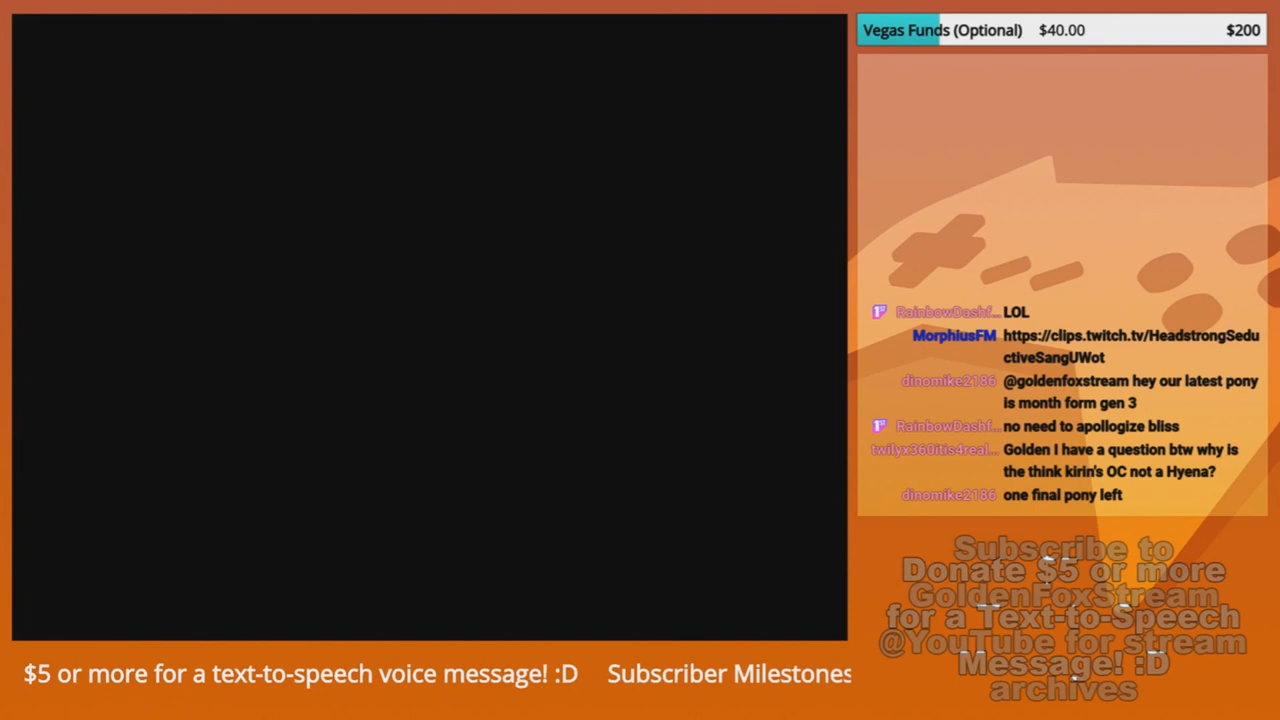 Vegas Funds (Optional) $40.00 $200
RainbowDashf... LOL
MorphiusFM https://clips.twitch.tv/HeadstrongSedu
ctiveSangUWot
dinomike2186 @goldenfoxstream hey our latest pony
is month form gen 3
RainbowDashf... no need to apollogize bliss
twilyx360itis4real... Golden I have a question btw why is
the think kirin's OC not a Hyena?
dinomike2186 one final pony left
Subscribe to
Donate $5 or more
GoldenFoxStream
for a Text-to-Speech
@YouTube for stream
Message! :D
archives
$5 or more for a text-to-speech voice message! :D Subscriber Milestones